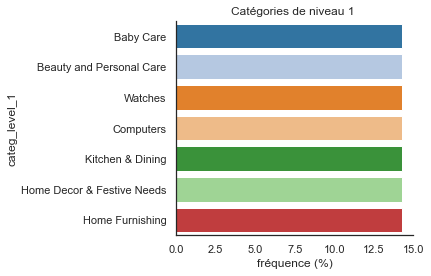 Catégories de niveau 1
categ_level_1
Baby Care
Beauty and Personal Care
Watches
Computers
Kitchen & Dining
Home Decor & Festive Needs
Home Furnishing
0.0 2.5 5.0 7.5 10.0 12.5 15.0
fréquence (%)